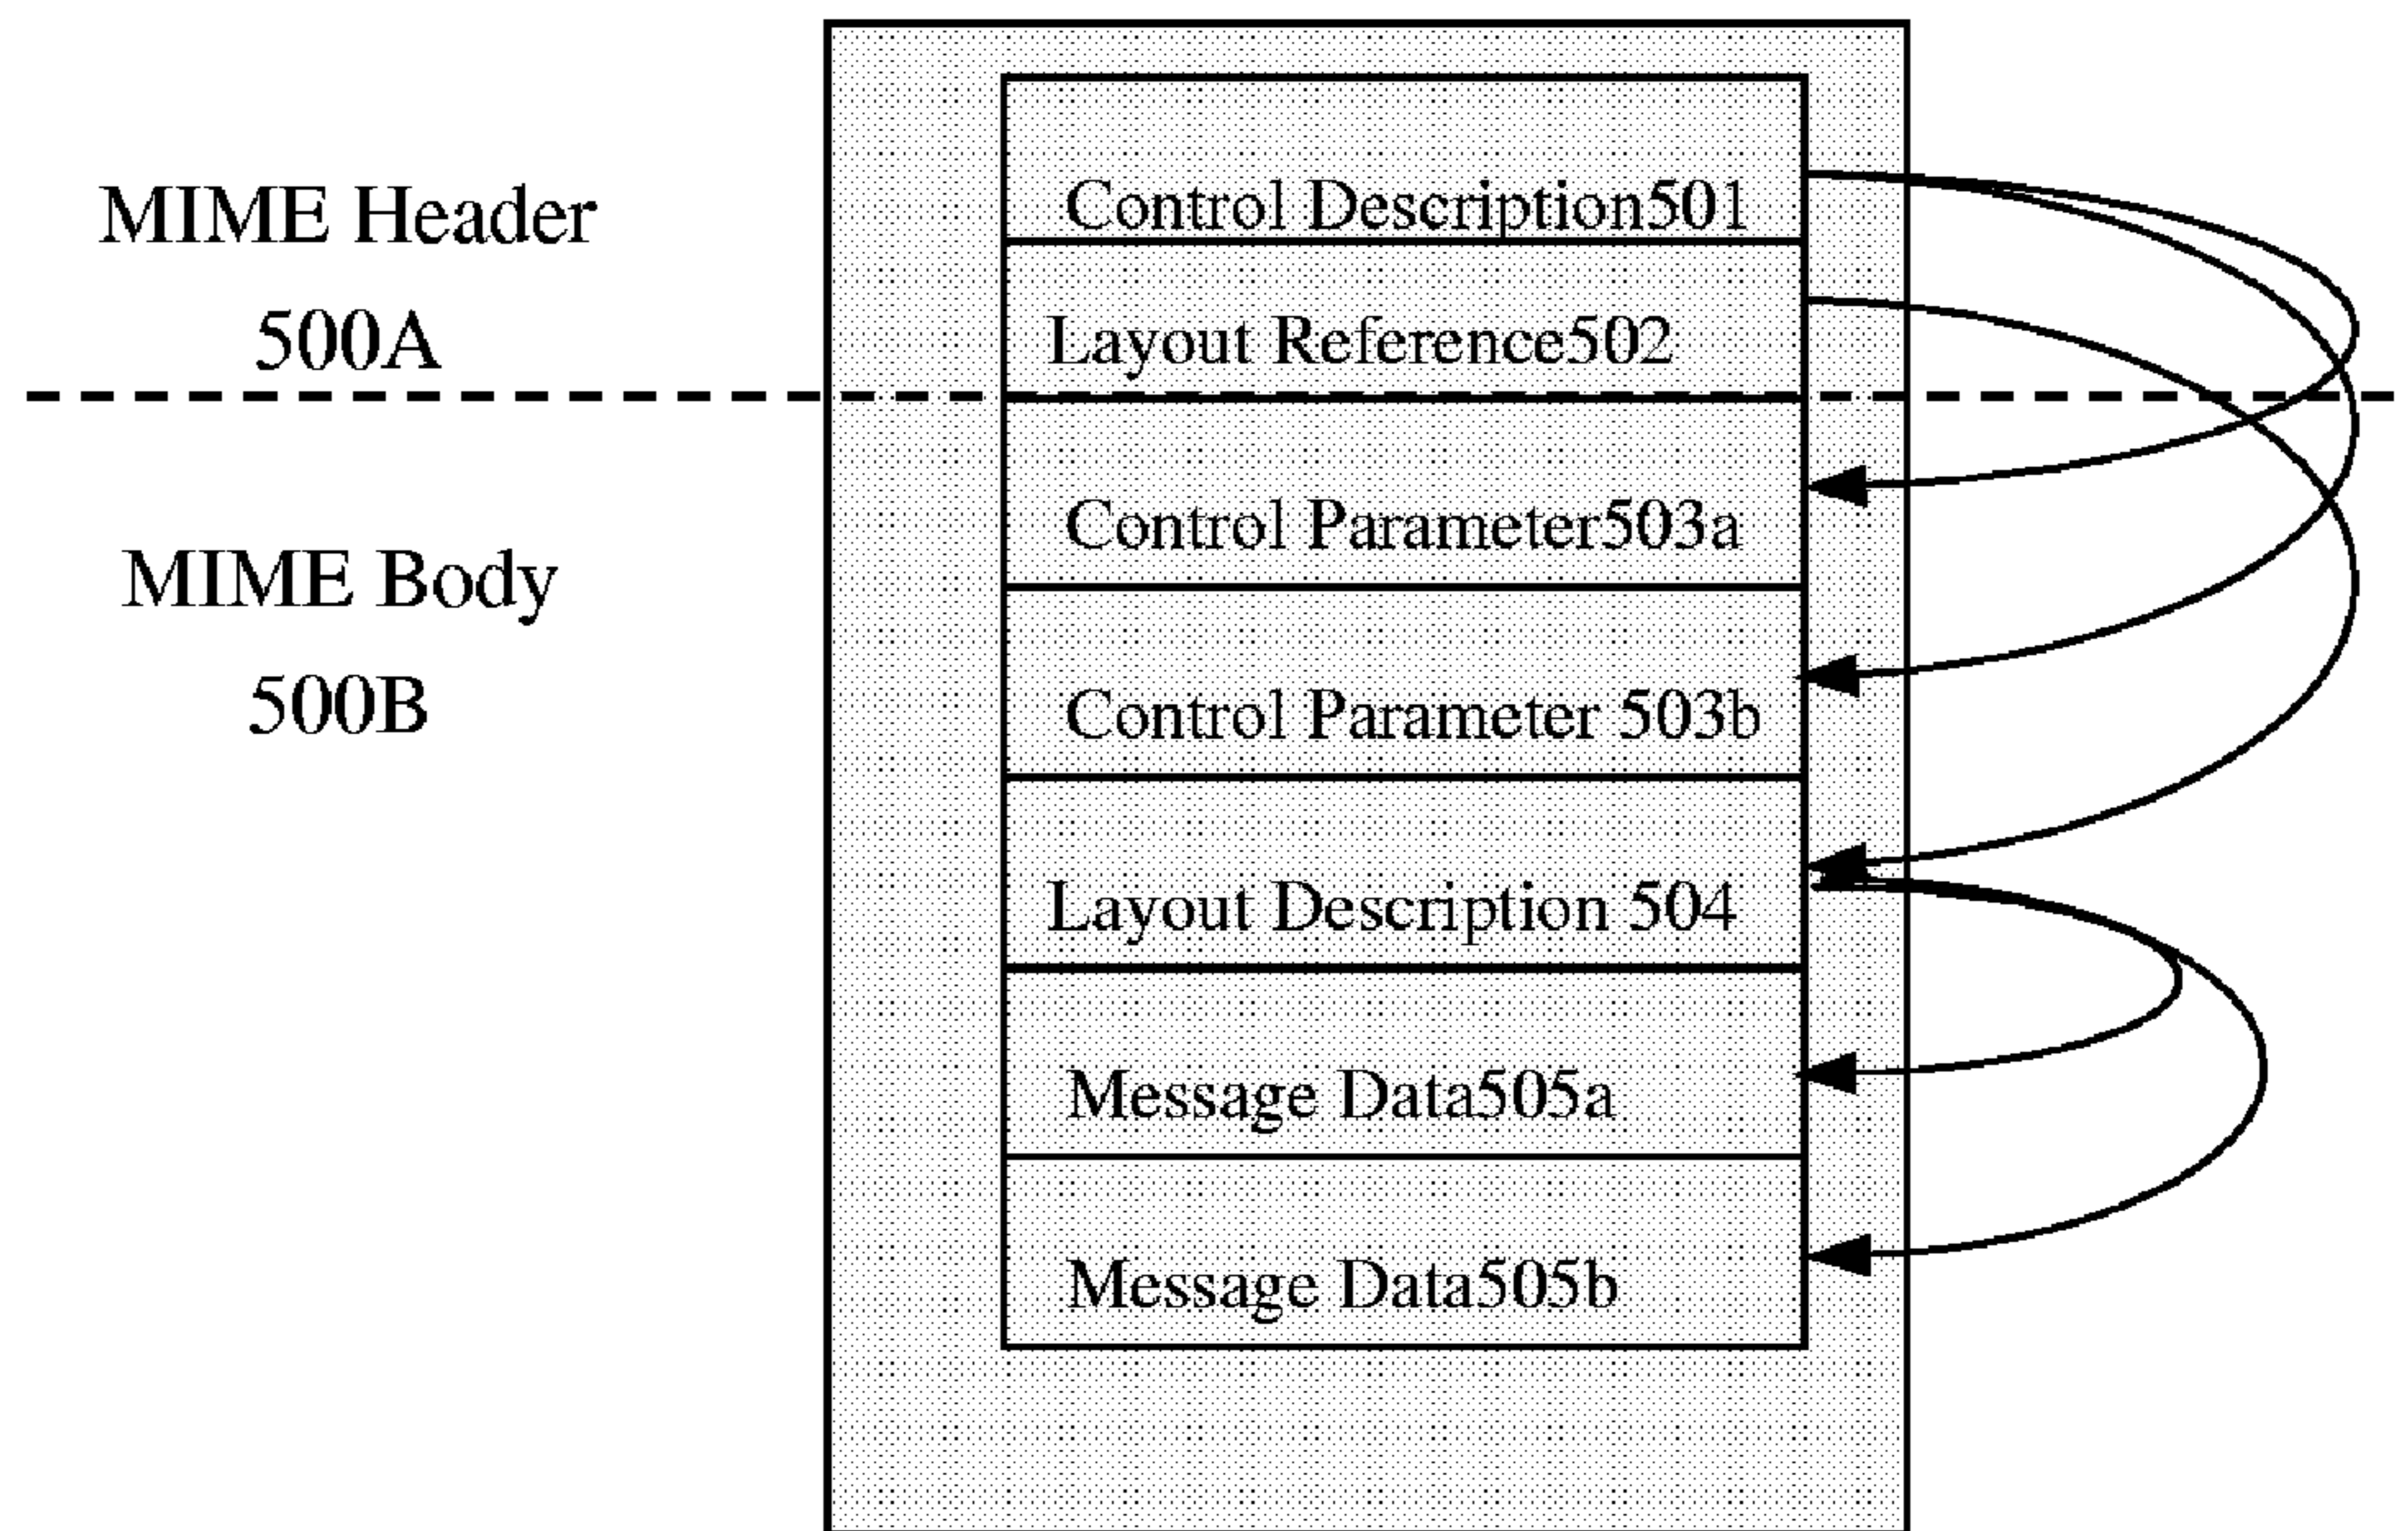 MIME Header
500A
MIME Body
500B
Control Description501
Layout Reference502
Control Parameter503a
Control Parameter 503b
Layout Description 504
Message Data505a
Message Data505b